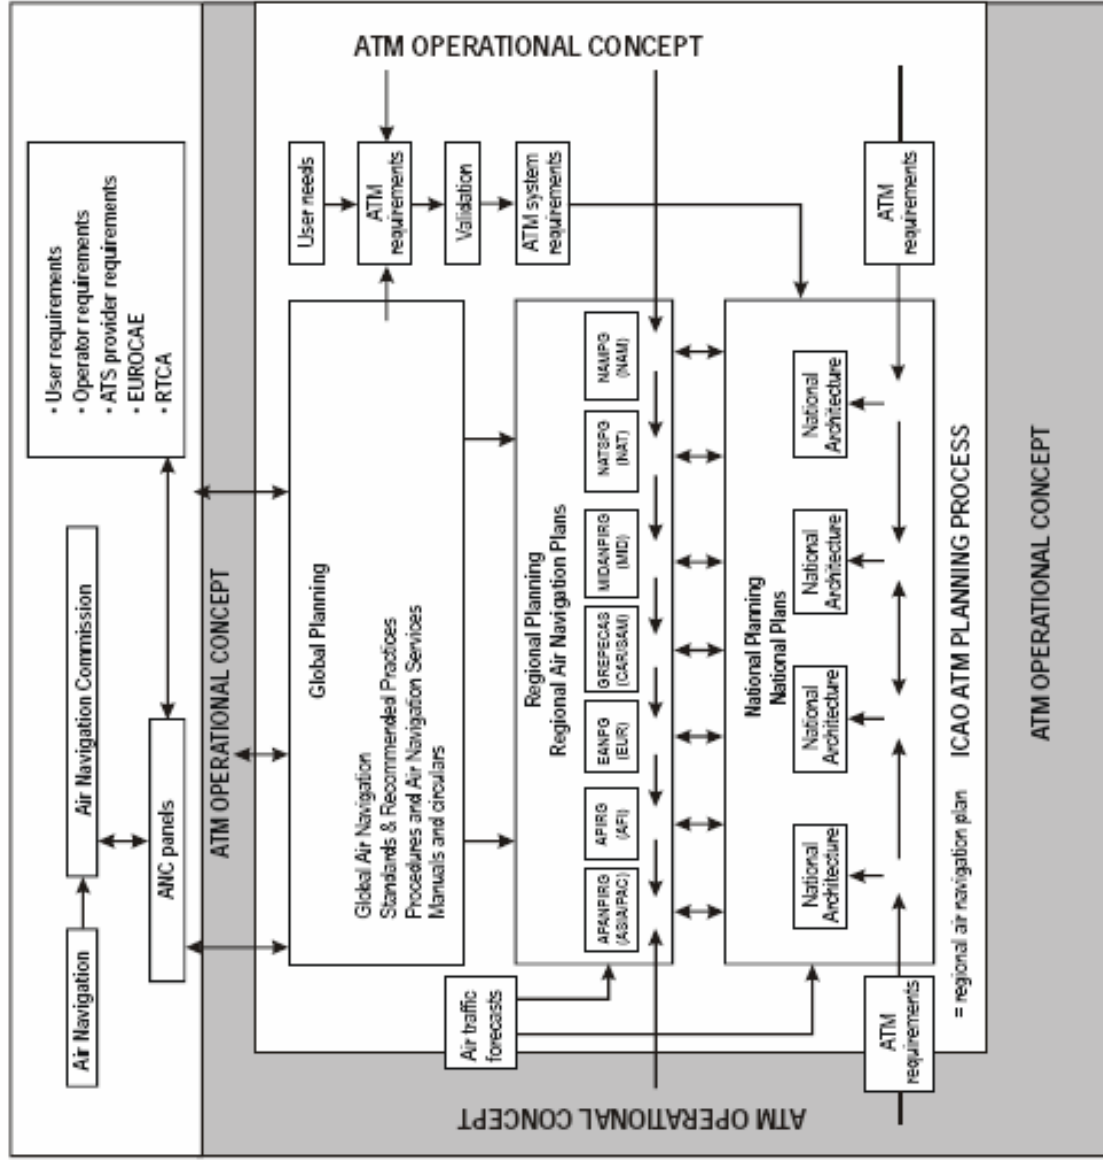 Air Navigation
Air Navigation Commission
ANC panels
· User requirements
· Operator requirements
· ATS provider requirements
· EUROCAE
· RTCA
ATM OPERATIONAL CONCEPT
ATM OPERATIONAL CONCEPT
Global Planning
Global Air Navigation
Standards & Recommended Practices
Procedures and Air Navigation Services
Manuals and circulars
User needs
ATM
requirements
Validation
ATM system
requirements
Air traffic
forecasts
Regional Planning
Regional Air Navigation Plans
APANPIRG
(ASIA/PAC)
APIRG
(AFI)
EANPG
(EUR)
GREPECAS
(CAR/SAM)
MIDANPIRG
(MID)
NATSPG
(NAT)
NAMPG
(NAM)
ATM OPERATIONAL CONCEPT
National Planning
National Plans
National
Architecture
National
Architecture
National
Architecture
National
Architecture
ATM
requirements
ATM
requirements
= regional air navigation plan
ICAO ATM PLANNING PROCESS
ATM OPERATIONAL CONCEPT